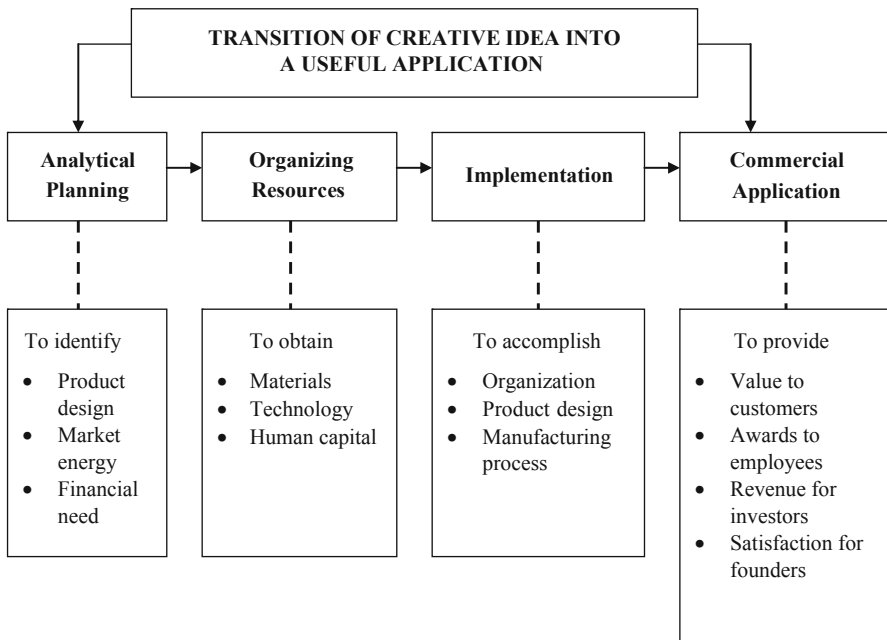 TRANSITION OF CREATIVE IDEA INTO
A USEFUL APPLICATION
Analytical
Planning
Organizing
Resources
Implementation
Commercial
Application
To identify
• Product
design
• Market
energy
• Financial
need
To obtain
• Materials
• Technology
• Human capital
To accomplish
• Organization
• Product design
• Manufacturing
process
To provide
• Value to
customers
• Awards to
employees
• Revenue for
investors
• Satisfaction for
founders